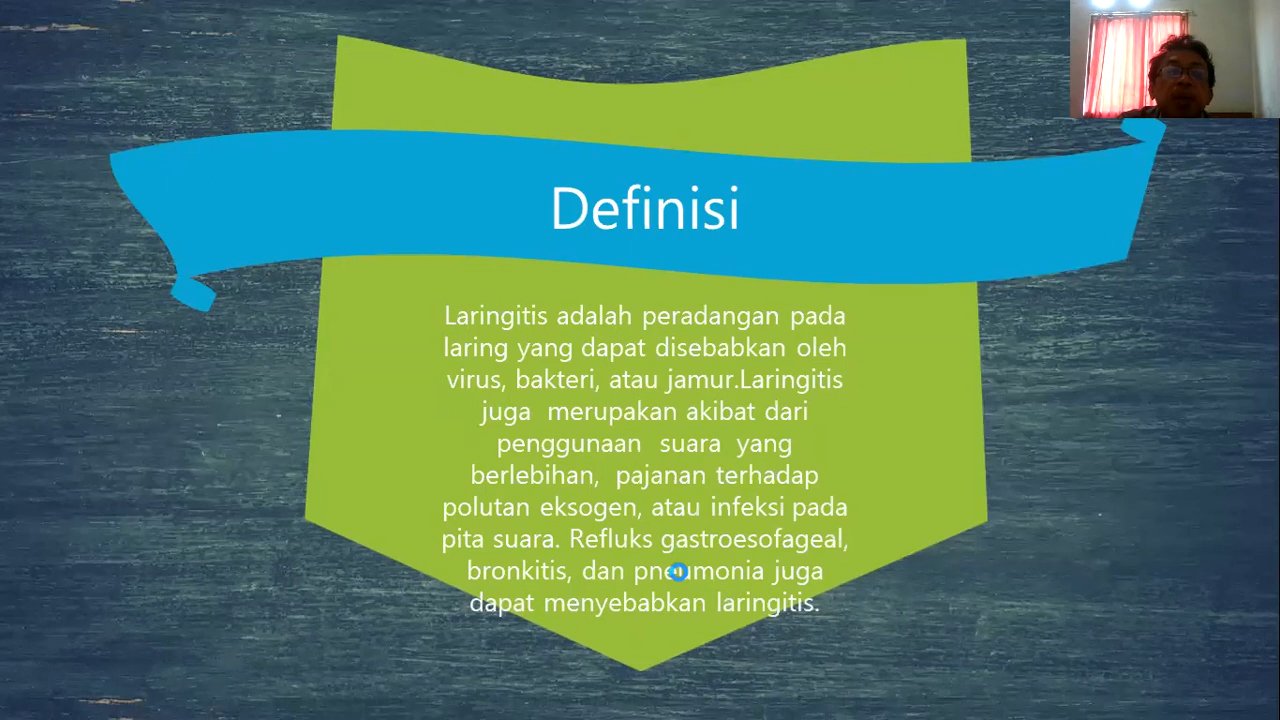 Definisi
Laringitis adalah peradangan pada
laring yang dapat disebabkan oleh
virus, bakteri, atau jamur.Laringitis
juga merupakan akibat dari
penggunaan suara yang
berlebihan, pajanan terhadap
polutan eksogen, atau infeksi pada
pita suara. Refluks gastroesofageal,
bronkitis, dan pneumonia juga
dapat menyebabkan laringitis.